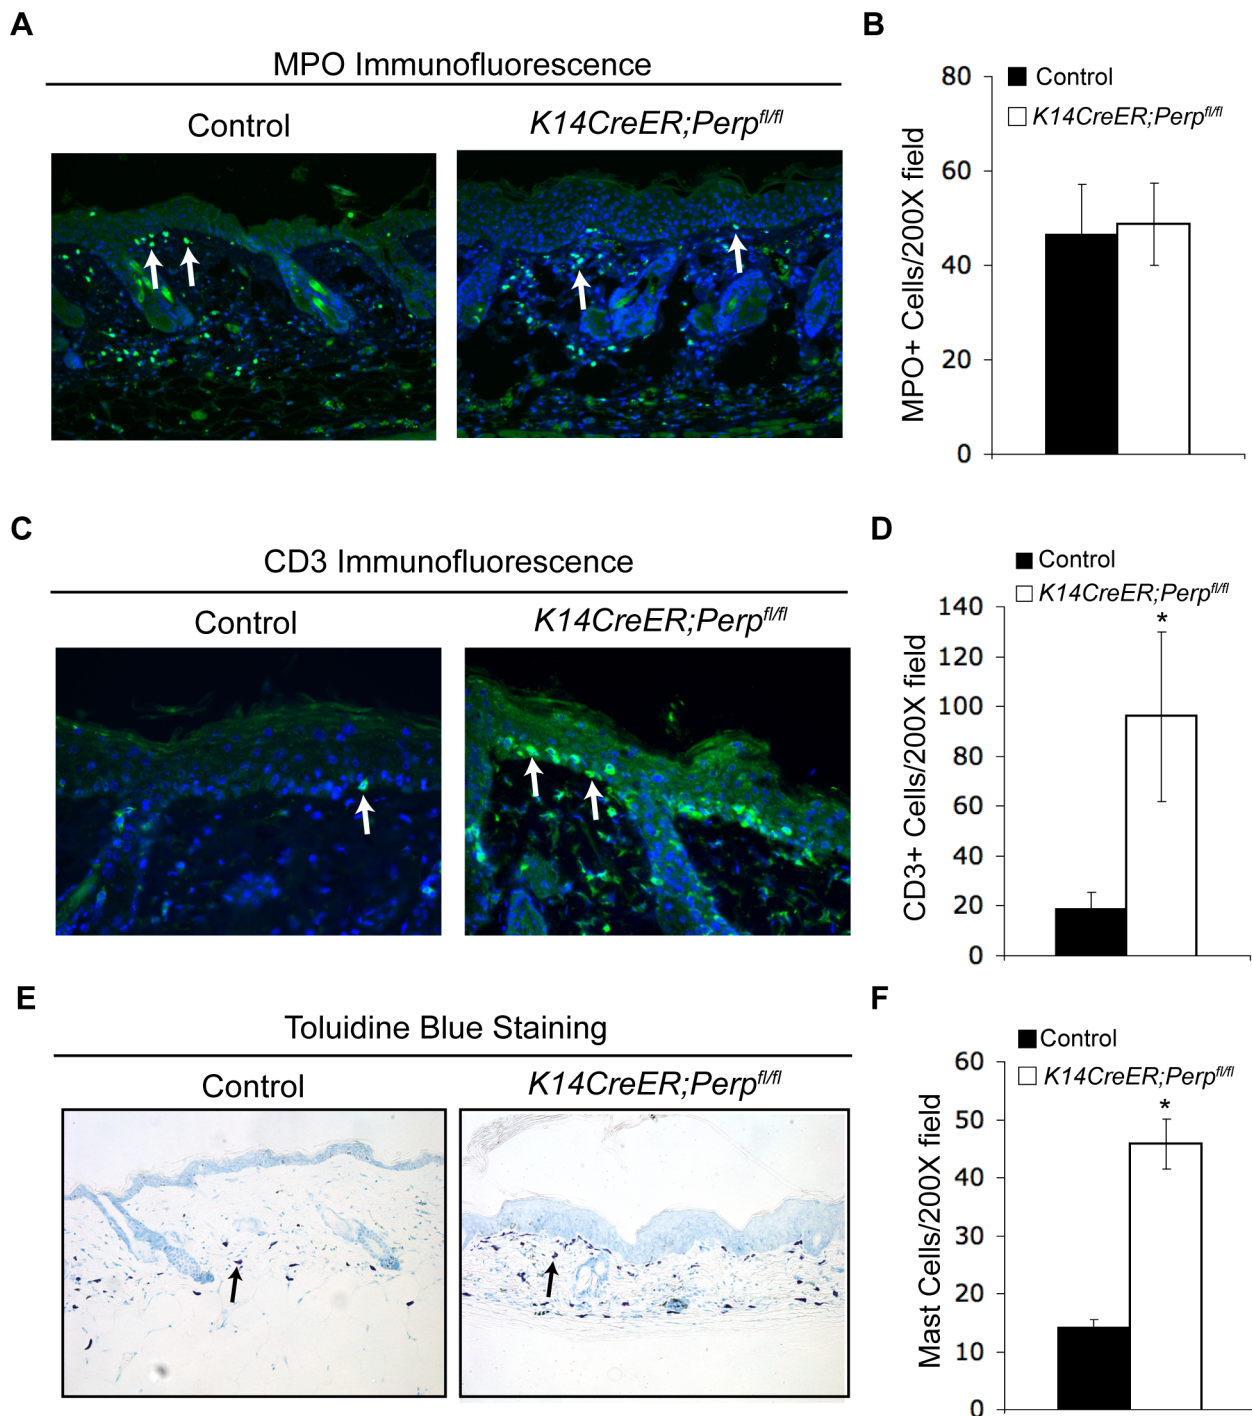 A
MPO Immunofluorescence
Control
K14CreER;Perpfl/fl
B
Control
K14CreER;Perpfl/fl
MPO+ Cells/200X field
80
60
40
20
0
C
CD3 Immunofluorescence
Control
K14CreER;Perpfl/fl
D
Control
K14CreER;Perpfl/fl
CD3+ Cells/200X field
140
120
100
80
60
40
20
0
*
E
Toluidine Blue Staining
Control
K14CreER;Perpfl/fl
F
Control
K14CreER;Perpfl/fl
Mast Cells/200X field
60
50
40
30
20
10
0
*